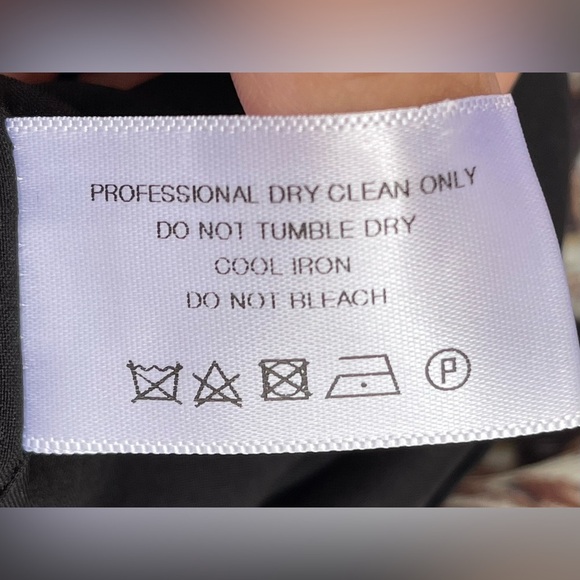 PROFESSIONAL DRY CLEAN ONLY
DO NOT TUMBLE DRY
COOL IRON
DO NOT BLEACH
P